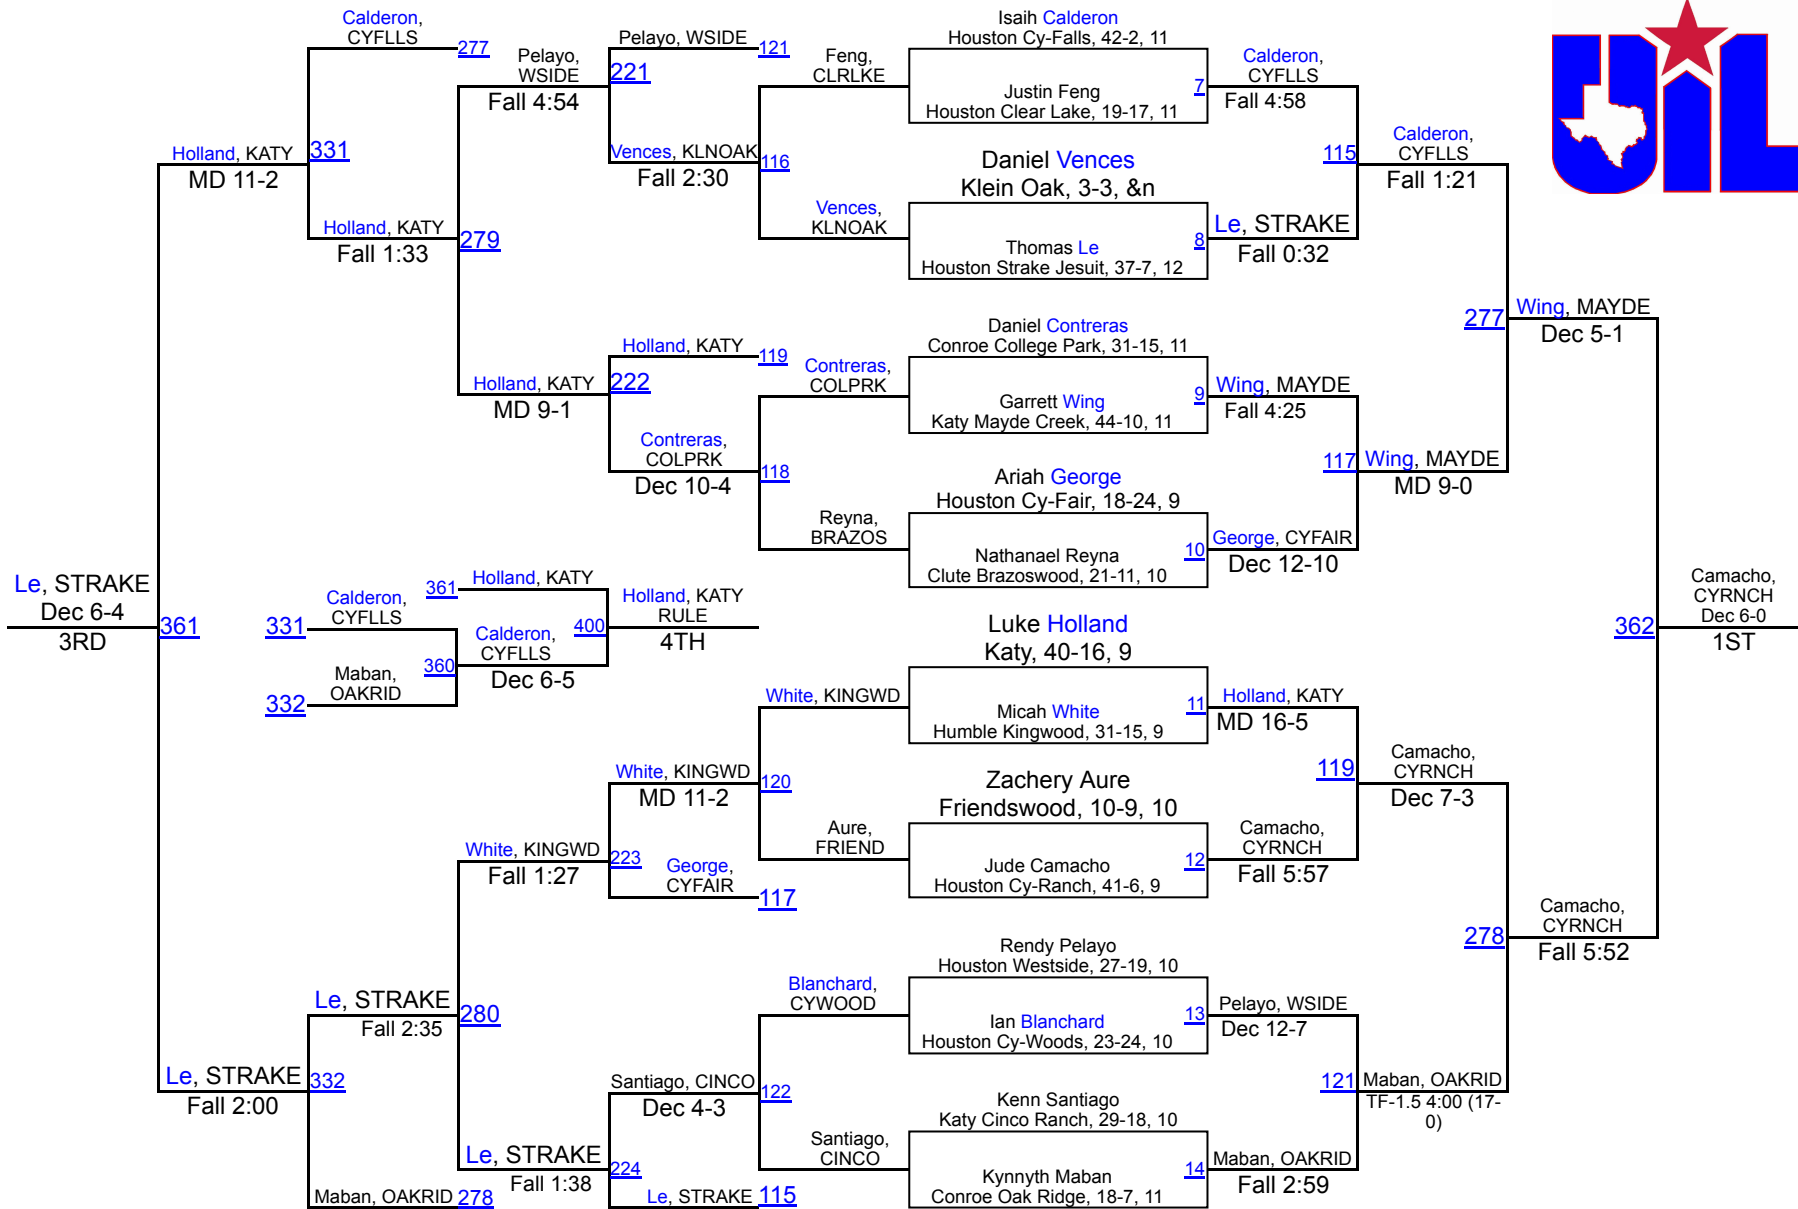 Calderon,
CYFLLS
277
Holland, KATY
MD 11-2
331
Holland, KATY
Fall 1:33
Pelayo,
WSIDE
Fall 4:54
279
Holland, KATY
MD 9-1
Pelayo, WSIDE
121
221
Vences, KLNOAK
Fall 2:30
116
Holland, KATY
119
222
Contreras,
COLPRK
Dec 10-4
118
Feng,
CLRLKE
Vences,
KLNOAK
Contreras,
COLPRK
Reyna,
BRAZOS
Isaih Calderon
Houston Cy-Falls, 42-2, 11
Justin Feng
Houston Clear Lake, 19-17, 11
7
Daniel Vences
Klein Oak, 3-3, &n
Thomas Le
Houston Strake Jesuit, 37-7, 12
8
Daniel Contreras
Conroe College Park, 31-15, 11
Garrett Wing
Katy Mayde Creek, 44-10, 11
9
Ariah George
Houston Cy-Fair, 18-24, 9
Nathanael Reyna
Clute Brazoswood, 21-11, 10
10
Calderon,
CYFLLS
Fall 4:58
115
Le, STRAKE
Fall 0:32
Wing, MAYDE
Fall 4:25
117
George, CYFAIR
Dec 12-10
Calderon,
CYFLLS
Fall 1:21
277
Wing, MAYDE
MD 9-0
Wing, MAYDE
Dec 5-1
UIL
Le, STRAKE
Dec 6-4
3RD
361
331
Calderon,
CYFLLS
332
Maban,
OAKRID
360
361
Holland, KATY
Calderon,
CYFLLS
Dec 6-5
400
Holland, KATY
RULE
4TH
362
Camacho,
CYRNCH
Dec 6-0
1ST
Luke Holland
Katy, 40-16, 9
Micah White
Humble Kingwood, 31-15, 9
11
Zachery Aure
Friendswood, 10-9, 10
Jude Camacho
Houston Cy-Ranch, 41-6, 9
12
Rendy Pelayo
Houston Westside, 27-19, 10
Ian Blanchard
Houston Cy-Woods, 23-24, 10
13
Kenn Santiago
Katy Cinco Ranch, 29-18, 10
Kynnyth Maban
Conroe Oak Ridge, 18-7, 11
14
White, KINGWD
Aure,
FRIEND
Blanchard,
CYWOOD
Santiago,
CINCO
White, KINGWD
MD 11-2
120
George,
CYFAIR
117
223
White, KINGWD
Fall 1:27
Santiago, CINCO
Dec 4-3
122
Le, STRAKE
115
224
Le, STRAKE
Fall 1:38
280
Le, STRAKE
Fall 2:35
Maban, OAKRID
278
332
Le, STRAKE
Fall 2:00
Holland, KATY
MD 16-5
119
Camacho,
CYRNCH
Fall 5:57
Pelayo, WSIDE
Dec 12-7
121
Maban, OAKRID
Fall 2:59
Camacho,
CYRNCH
Dec 7-3
278
Maban, OAKRID
TF-1.5 4:00 (17-
0)
Camacho,
CYRNCH
Fall 5:52